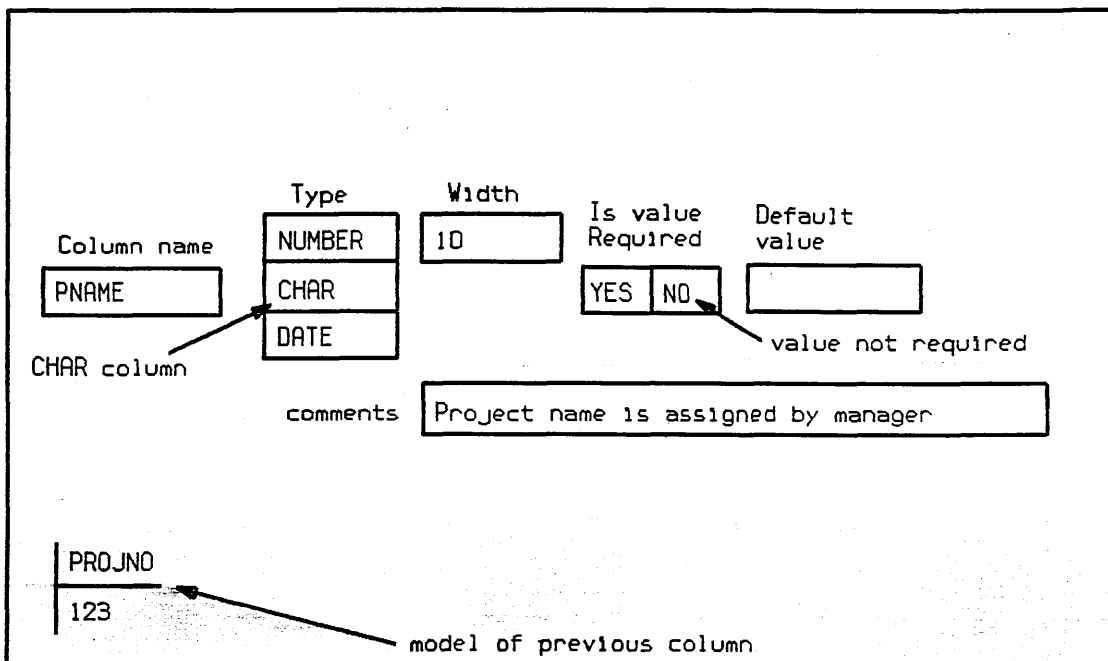 Type
Width
Is value
Required
Default
value
Column name
NUMBER
10
PNAME
CHAR
YES NO
DATE
value not required
CHAR column
comments
Project name is assigned by manager
PROJNO
123
model of previous column